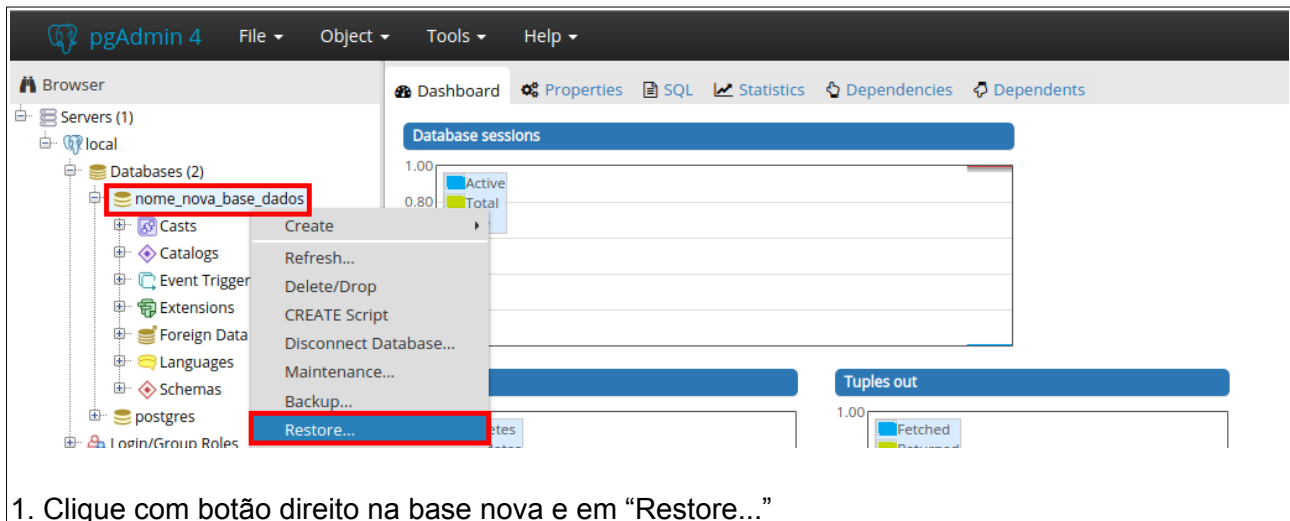 pgAdmin 4 File Object Tools Help
Browser
Dashboard Properties SQL Statistics Dependencies Dependents
Servers (1)
local
Databases (2)
nome_nova_base_dados
Casts
Catalogs
Event Trigger
Extensions
Foreign Data
Languages
Schemas
postgres
Login/Group Roles
Create
Refresh...
Delete/Drop
CREATE Script
Disconnect Database...
Maintenance...
Backup...
Restore...
Database sessions
1.00
Active
0.80
Total
Tuples out
1.00
Fetched
Returned
1. Clique com botão direito na base nova e em “Restore...”